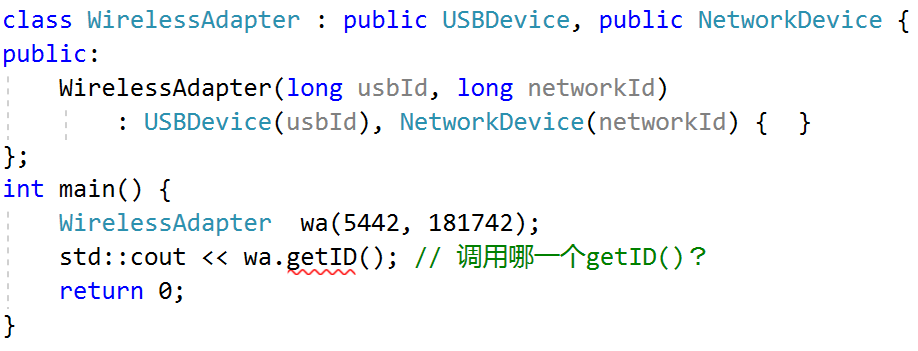 class WirelessAdapter : public USBDevice, public NetworkDevice {
public:
    WirelessAdapter(long usbId, long networkId)
        : USBDevice(usbId), NetworkDevice(networkId) {  }
};
int main() {
    WirelessAdapter  wa(5442, 181742);
    std::cout << wa.getID(); // 调用哪一个getID()？
    return 0;
}